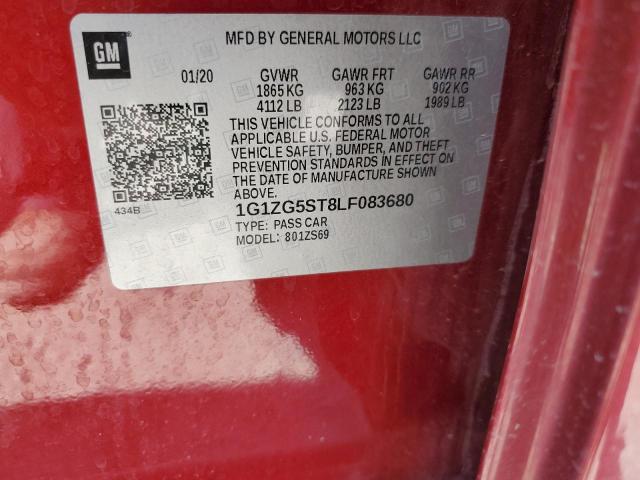 GM
MFD BY GENERAL MOTORS LLC
01/20 GVWR GAWR FRT GAWR RR
1865 KG 963 KG 902 KG
4112 LB 2123 LB 1989 LB
THIS VEHICLE CONFORMS TO ALL
APPLICABLE U.S. FEDERAL MOTOR
VEHICLE SAFETY, BUMPER, AND THEFT
PREVENTION STANDARDS IN EFFECT ON
THE DATE OF MANUFACTURE SHOWN
ABOVE.
434B
1G1ZG5ST8LF083680
TYPE: PASS CAR
MODEL: 801ZS69